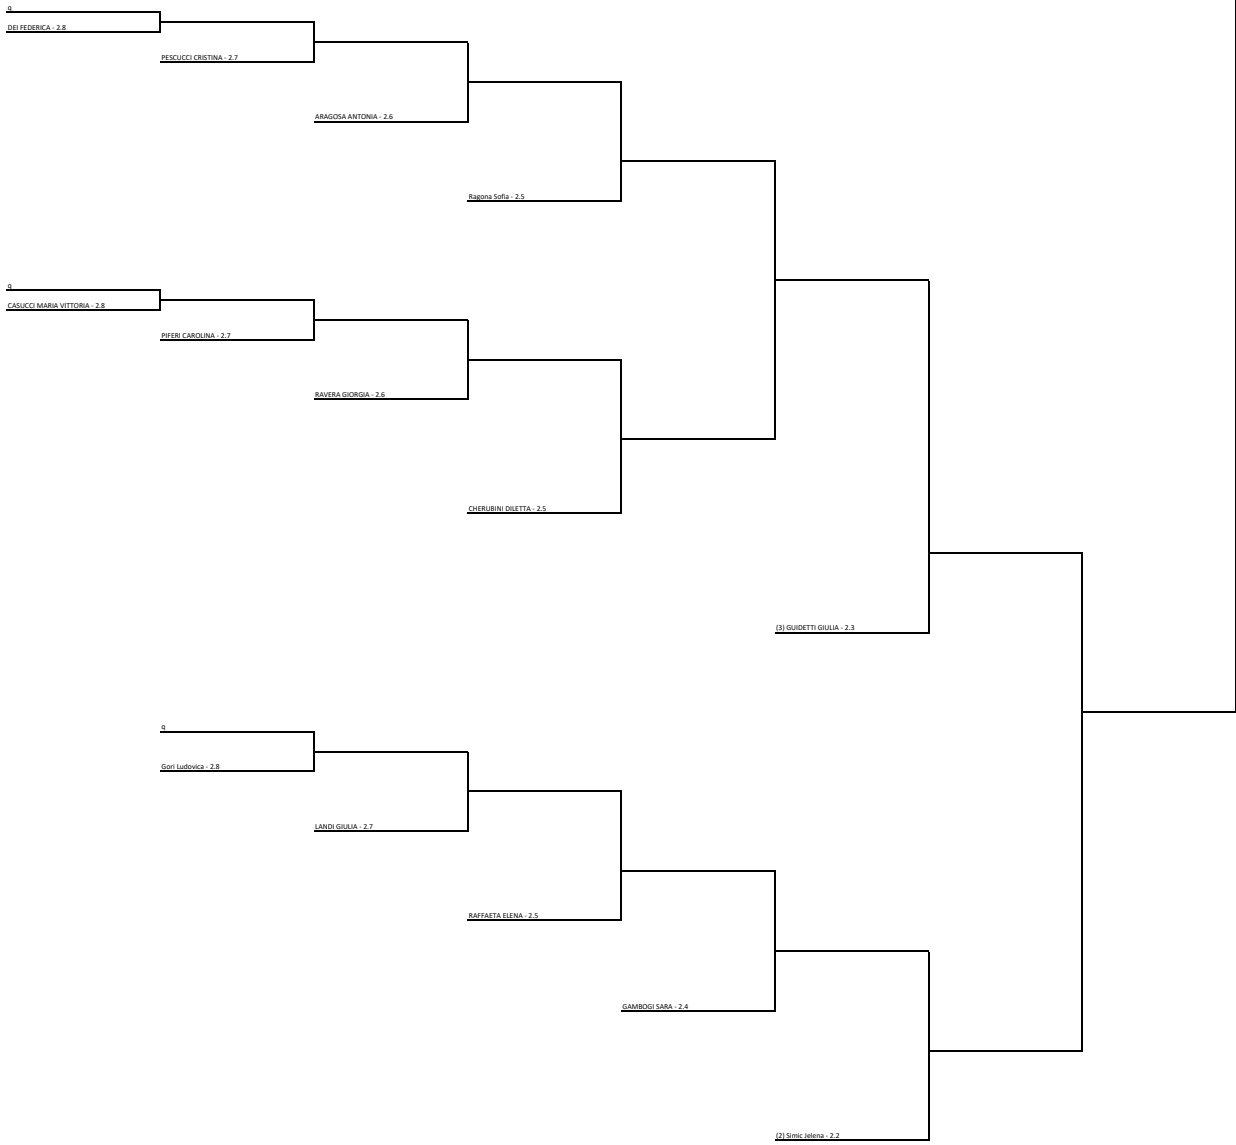 q
DEI FEDERICA - 2.8
PESCUCCI CRISTINA - 2.7
ARAGOSA ANTONIA - 2.6
Ragona Sofia - 2.5
q
CASUCCI MARIA VITTORIA - 2.8
PIFERI CAROLINA - 2.7
RAVERA GIORGIA - 2.6
CHERUBINI DILETTA - 2.5
(3) GUIDETTI GIULIA - 2.3
q
Gori Ludovica - 2.8
LANDI GIULIA - 2.7
RAFFAETA ELENA - 2.5
GAMBOGI SARA - 2.4
(2) Simic Jelena - 2.2